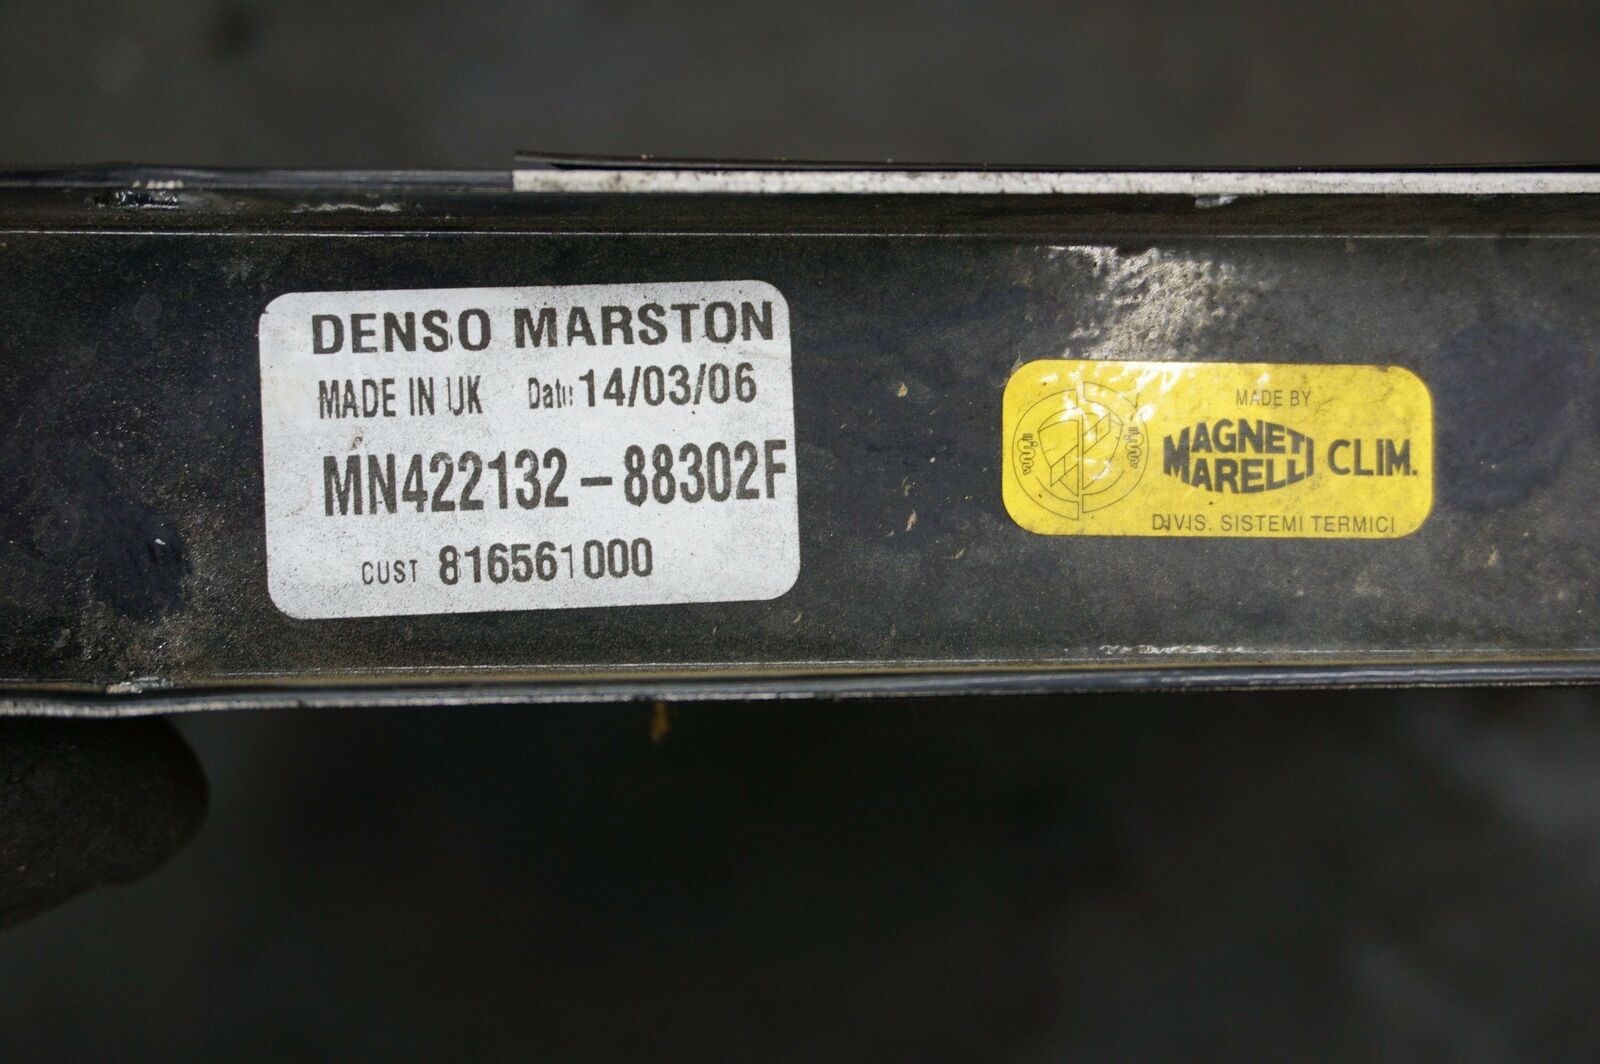 DENSO MARSTON
MADE IN UK Date: 14/03/06
MN422132-88302F
CUST 816561000
MADE BY
MAGNETI MARELLI CLIM.
DIVIS. SISTEMI TERMICI